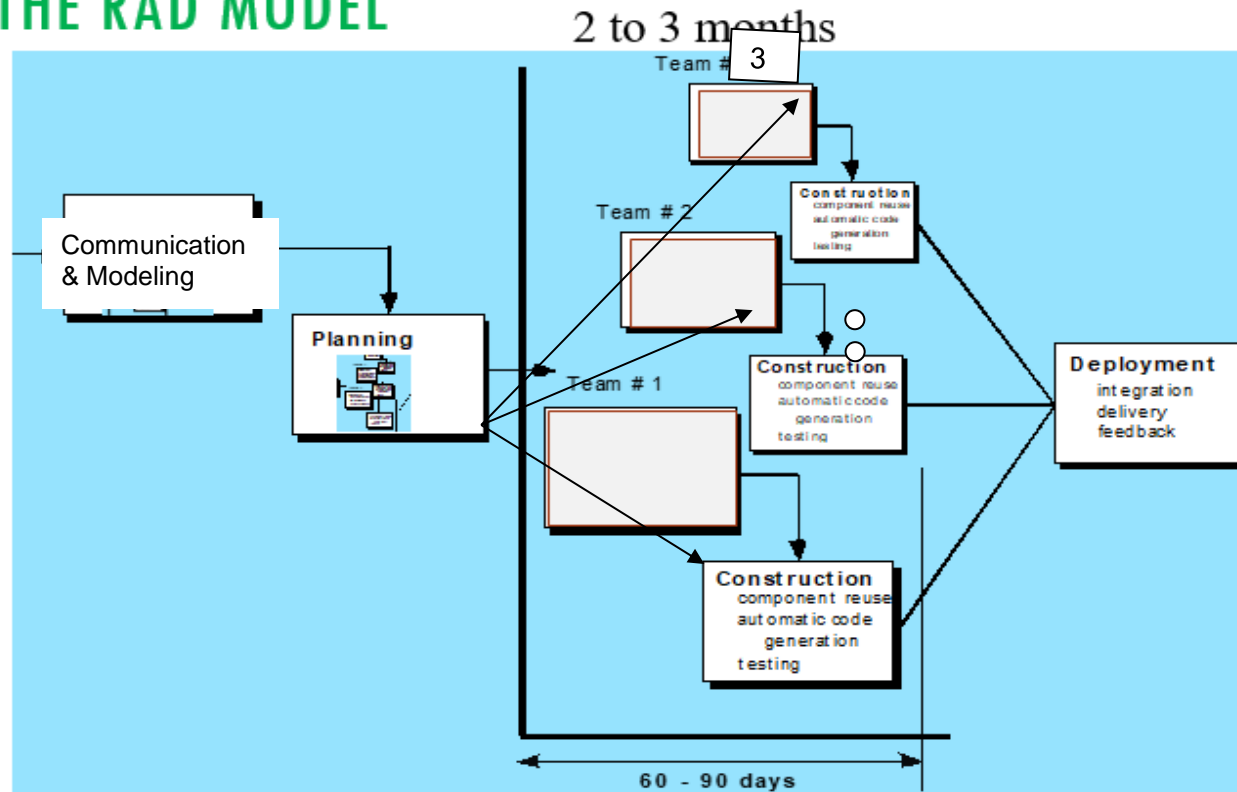 THE RAD MODEL
2 to 3 months
Team # 3
Construction
component reuse
automatic code
generation
testing
Team # 2
Communication
& Modeling
Planning
Construction
component reuse
automatic code
generation
testing
Deployment
integration
delivery
feedback
Team # 1
Construction
component reuse
automatic code
generation
testing
60 - 90 days